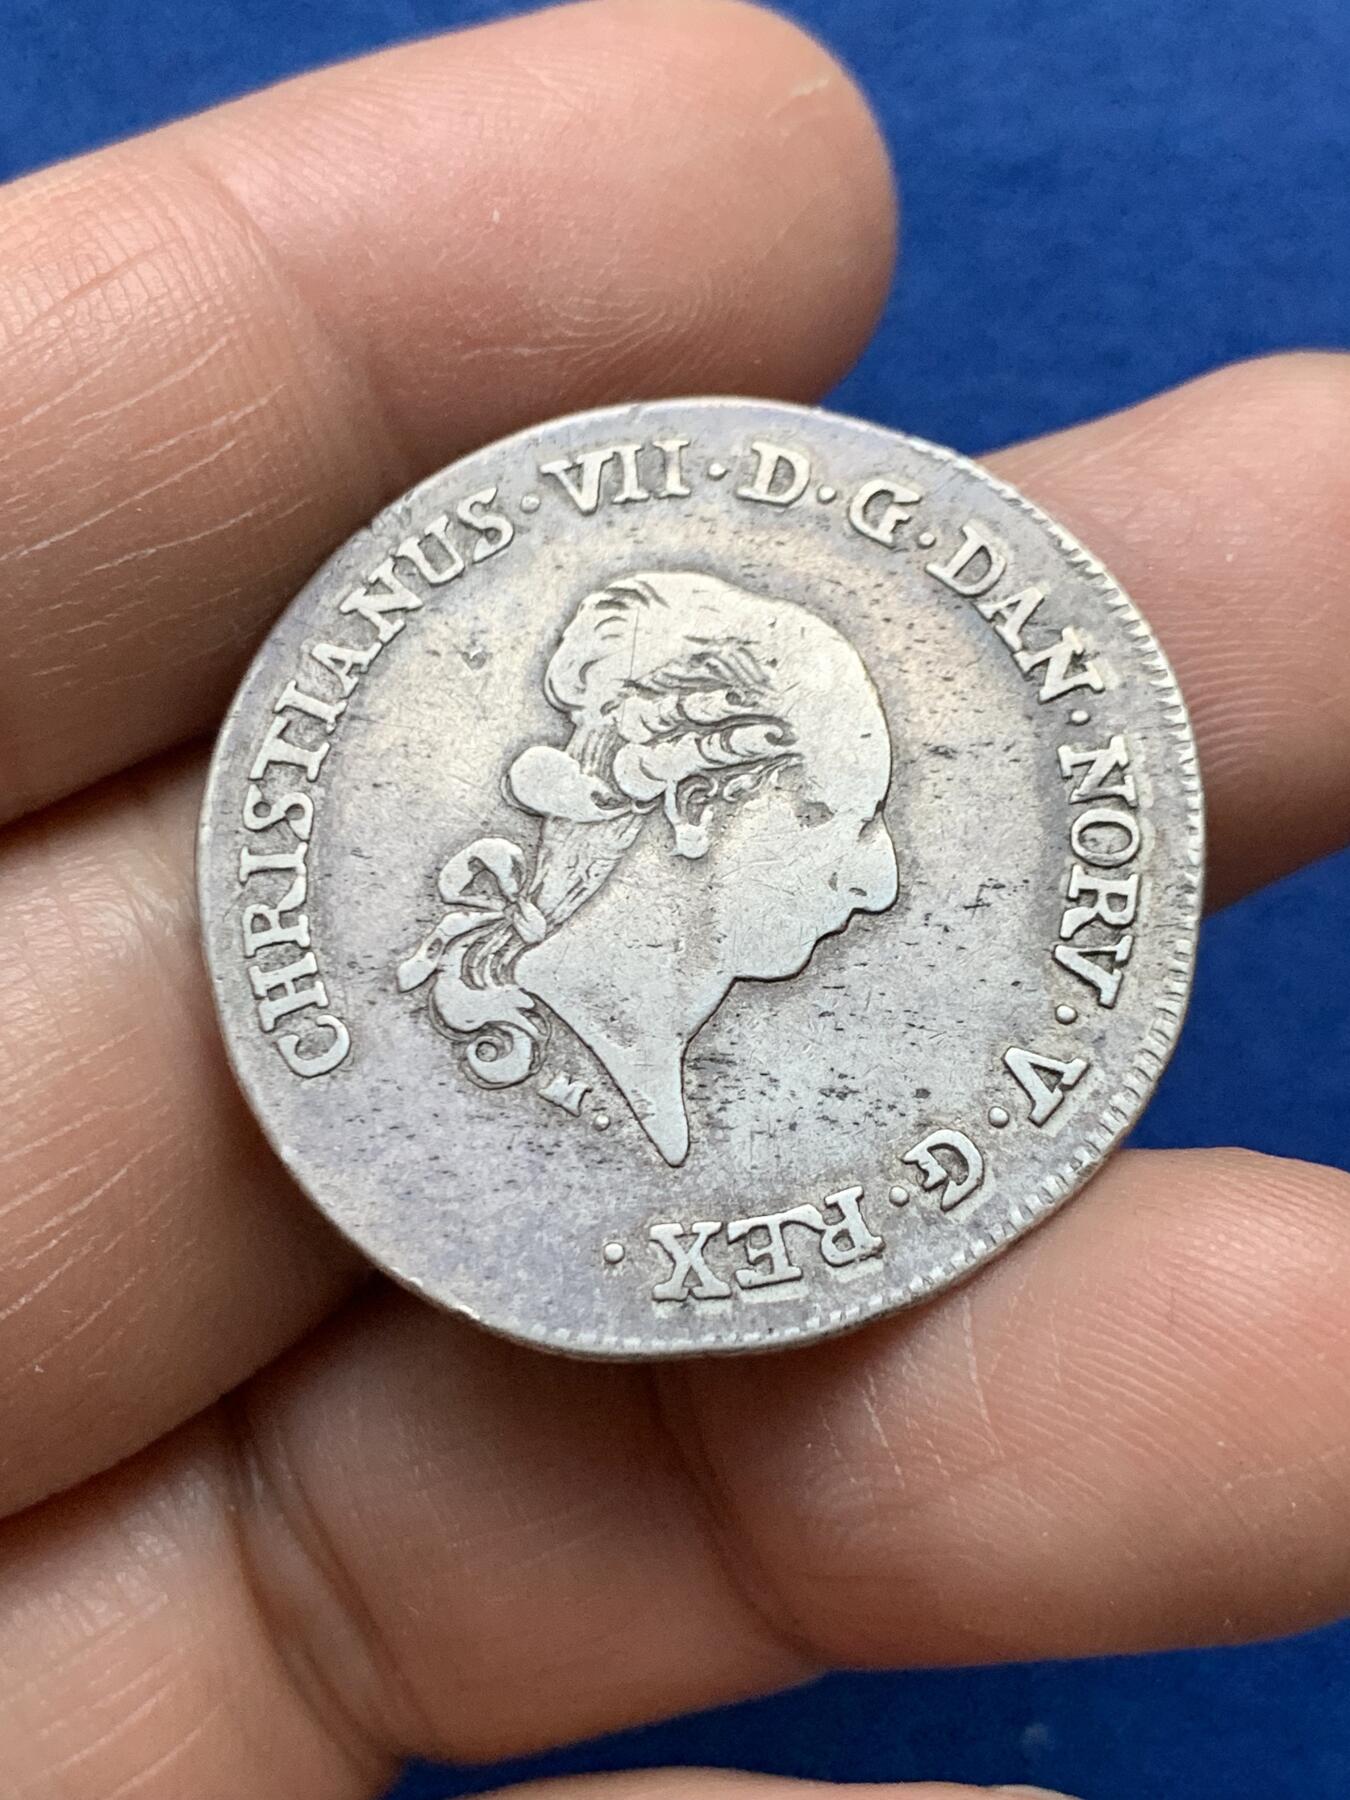 CHRISTIANUS · VII · D · G · DAN · NORV · V · G · REX ·
M .